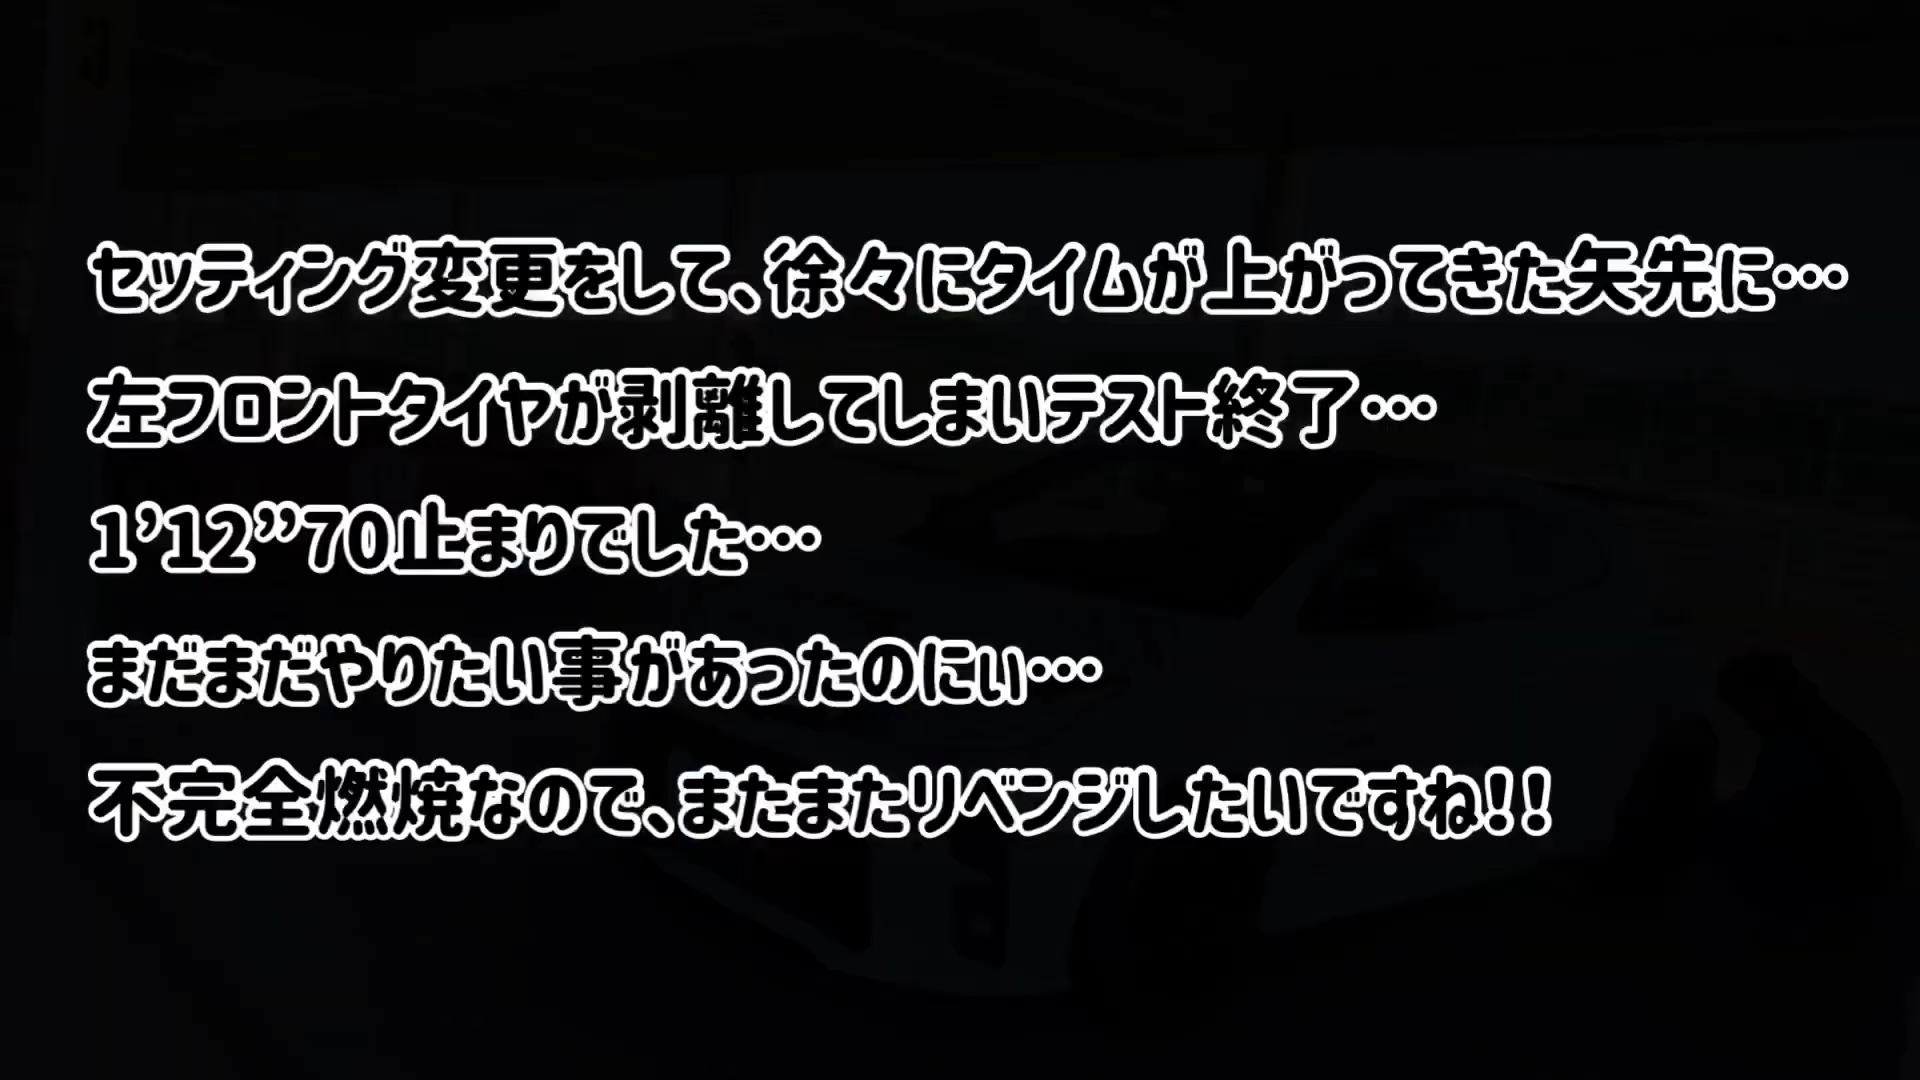 セッティング変更をして、徐々にタイムが上がってきた矢先に…
左フロントタイヤが剥離してしまいテスト終了…
1’12”70止まりでした…
まだまだやりたい事があったのにぃ…
不完全燃焼なので、またまたリベンジしたいですね！！